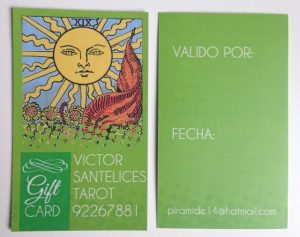 XIX
Gift
CARD
VICTOR
SANTELICES
TAROT
92267881
VALIDO POR:
FECHA:
piramide.14@hotmail.com